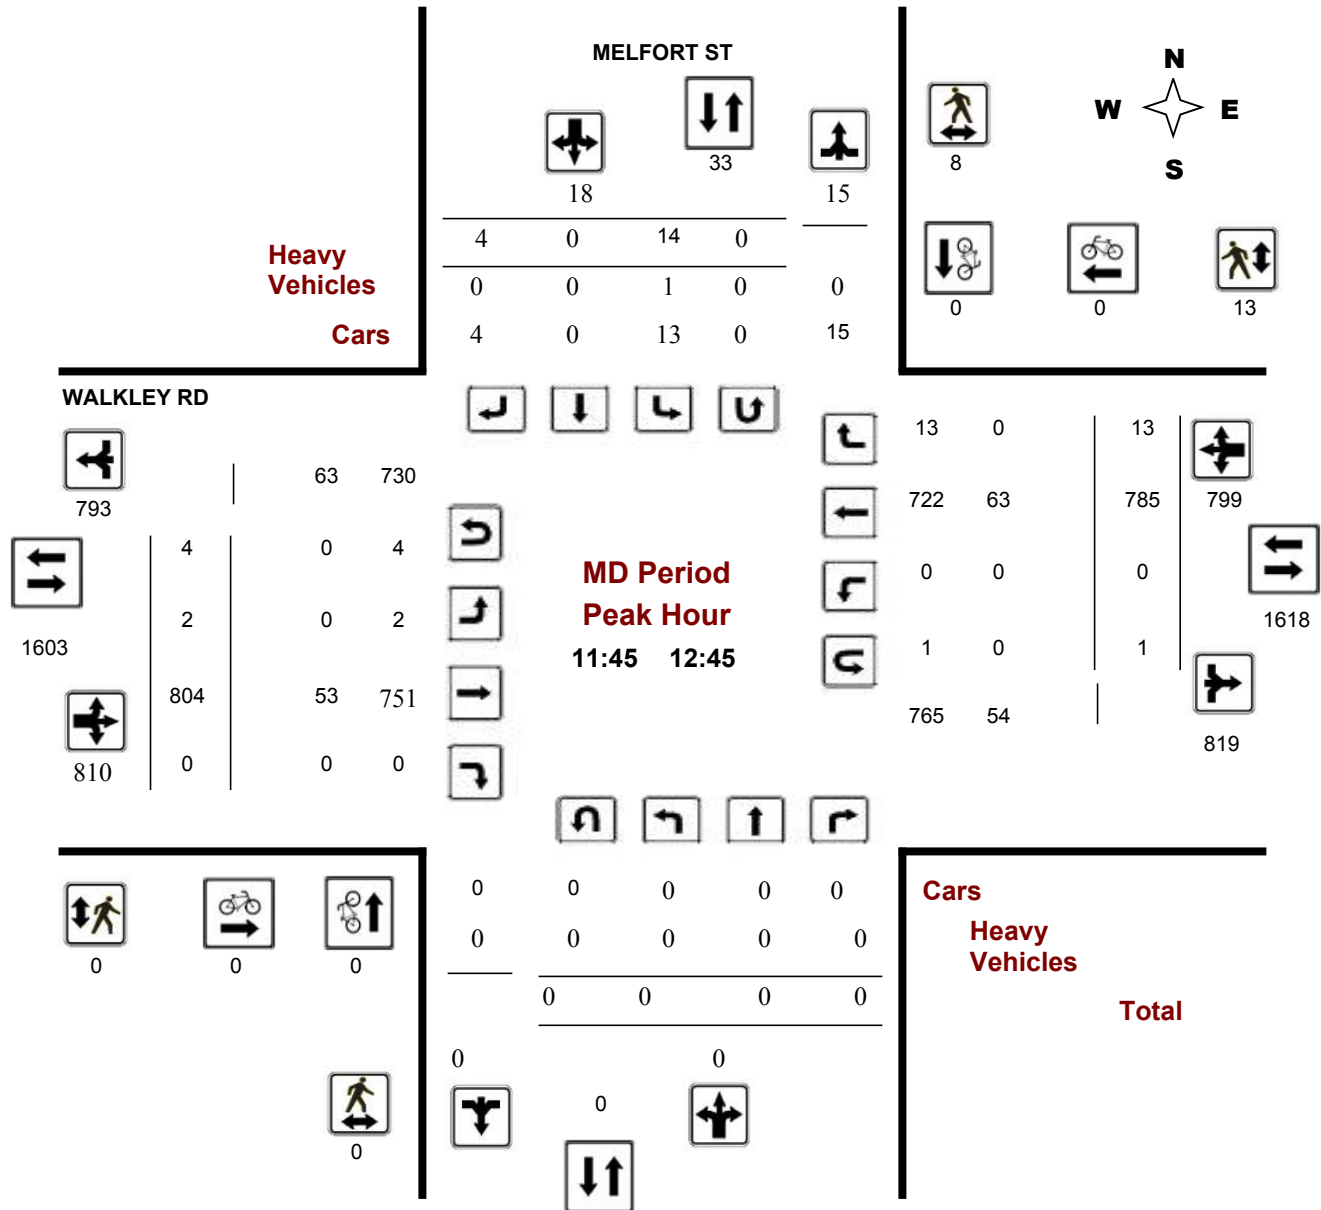 MELFORT ST
N
W E
S
33
8
18 15
4 0 14 0
Heavy
Vehicles
0 0 1 0 0
0 0 13
Cars
4 0 13 0 15
WALKLEY RD
13 0 13
63 730
793
722 63 785 799
4 0 4
MD Period
0 0 0
Peak Hour
2 0 2
1618
1603
11:45 12:45
1 0 1
804 53 751
765 54
819
810 0 0 0
0 0 0 0 0
Cars
0 0 0 0 0
Heavy
Vehicles
0 0 0
0 0 0 0
Total
0 0
0
0